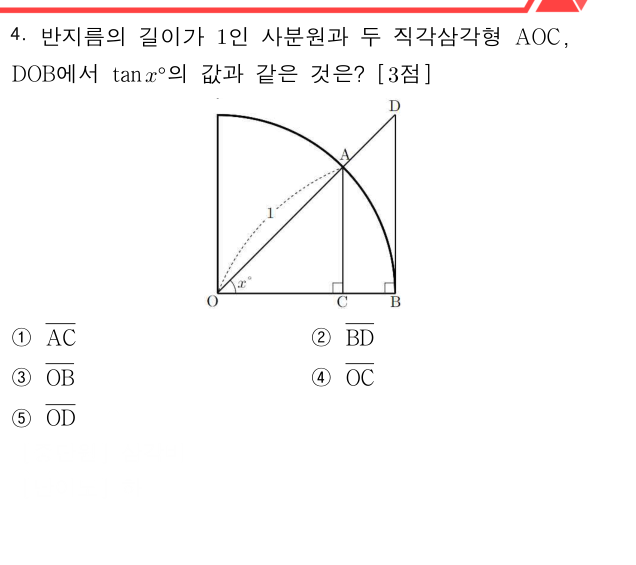 4. 반지름의 길이가 1인 사분원과 두 직각삼각형 AOC,
DOB에서 tan x°의 값과 같은 것은? [3점]
D
A
1
x°
O
C
B
① AC
② BD
③ OB
④ OC
⑤ OD